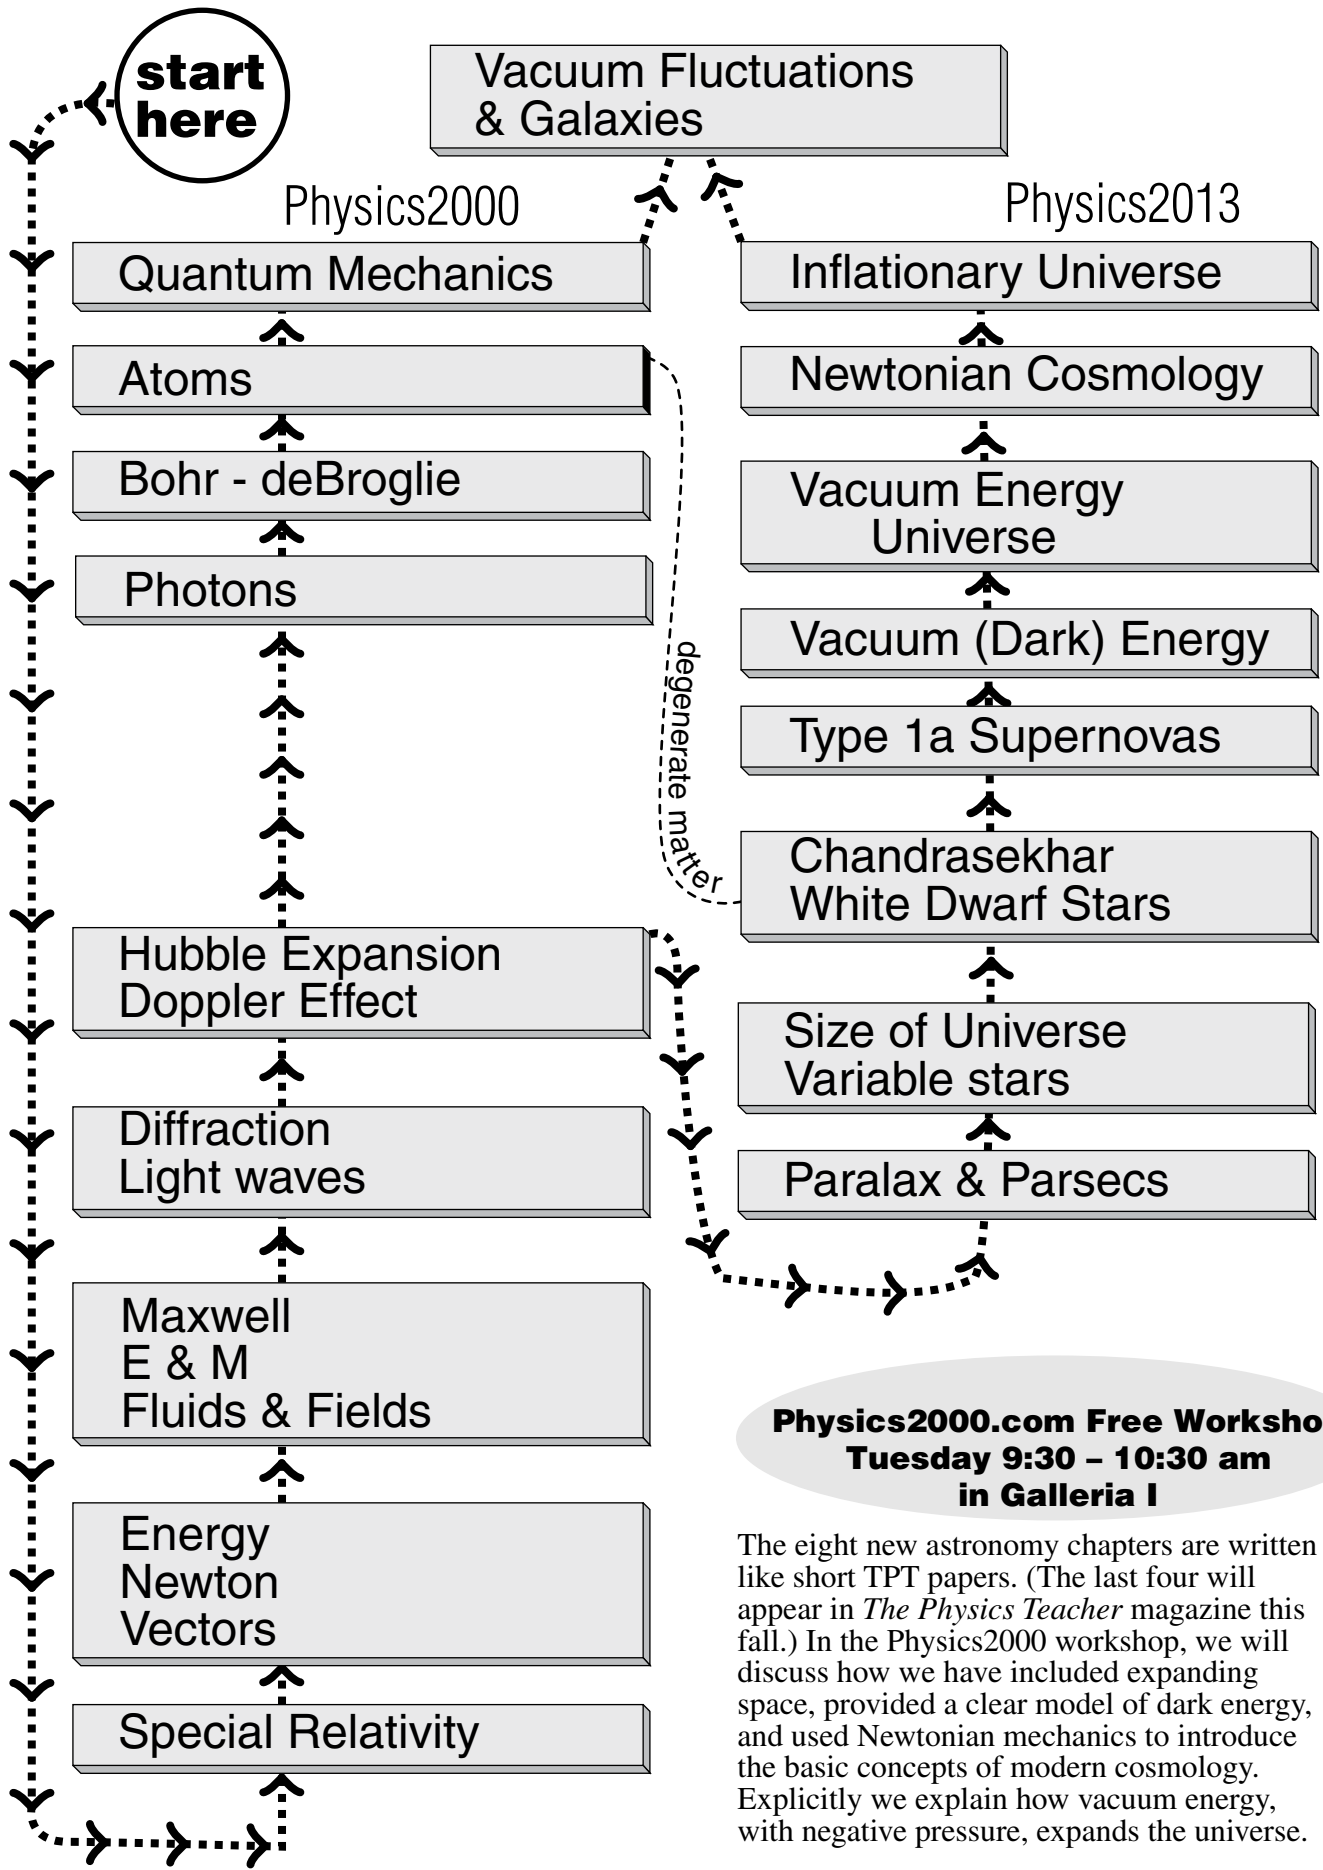 start
here
Vacuum Fluctuations
& Galaxies
Physics2000
Quantum Mechanics
Atoms
Bohr - deBroglie
Photons
degenerate matter
Hubble Expansion
Doppler Effect
Diffraction
Light waves
Maxwell
E & M
Fluids & Fields
Energy
Newton
Vectors
Special Relativity
Physics2013
Inflationary Universe
Newtonian Cosmology
Vacuum Energy
Universe
Vacuum (Dark) Energy
Type 1a Supernovas
Chandrasekhar
White Dwarf Stars
Size of Universe
Variable stars
Paralax & Parsecs
Physics2000.com Free Worksho
Tuesday 9:30 – 10:30 am
in Galleria I
The eight new astronomy chapters are written
like short TPT papers. (The last four will
appear in The Physics Teacher magazine this
fall.) In the Physics2000 workshop, we will
discuss how we have included expanding
space, provided a clear model of dark energy,
and used Newtonian mechanics to introduce
the basic concepts of modern cosmology.
Explicitly we explain how vacuum energy,
with negative pressure, expands the universe.